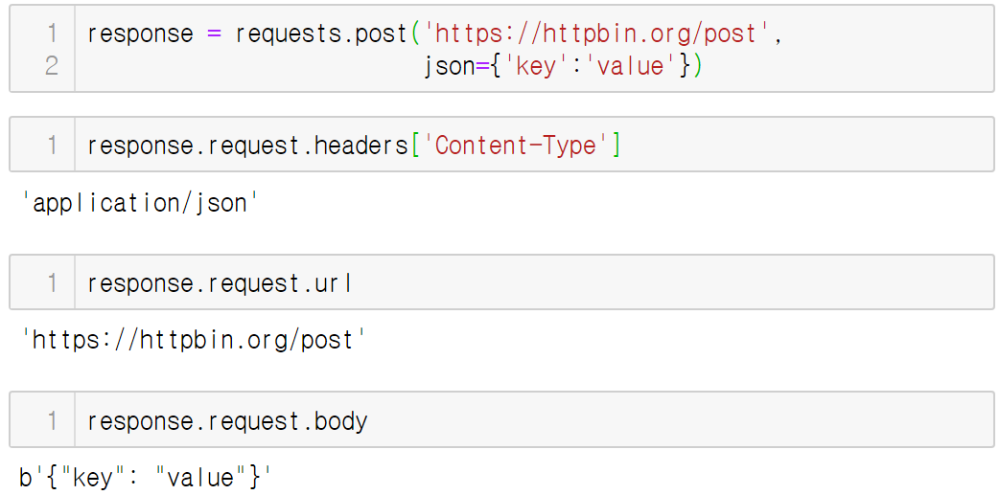 1 response = requests.post('https://httpbin.org/post',
2 json={'key':'value'})
1 response.request.headers['Content-Type']
'application/json'
1 response.request.url
'https://httpbin.org/post'
1 response.request.body
b'{"key": "value"}'